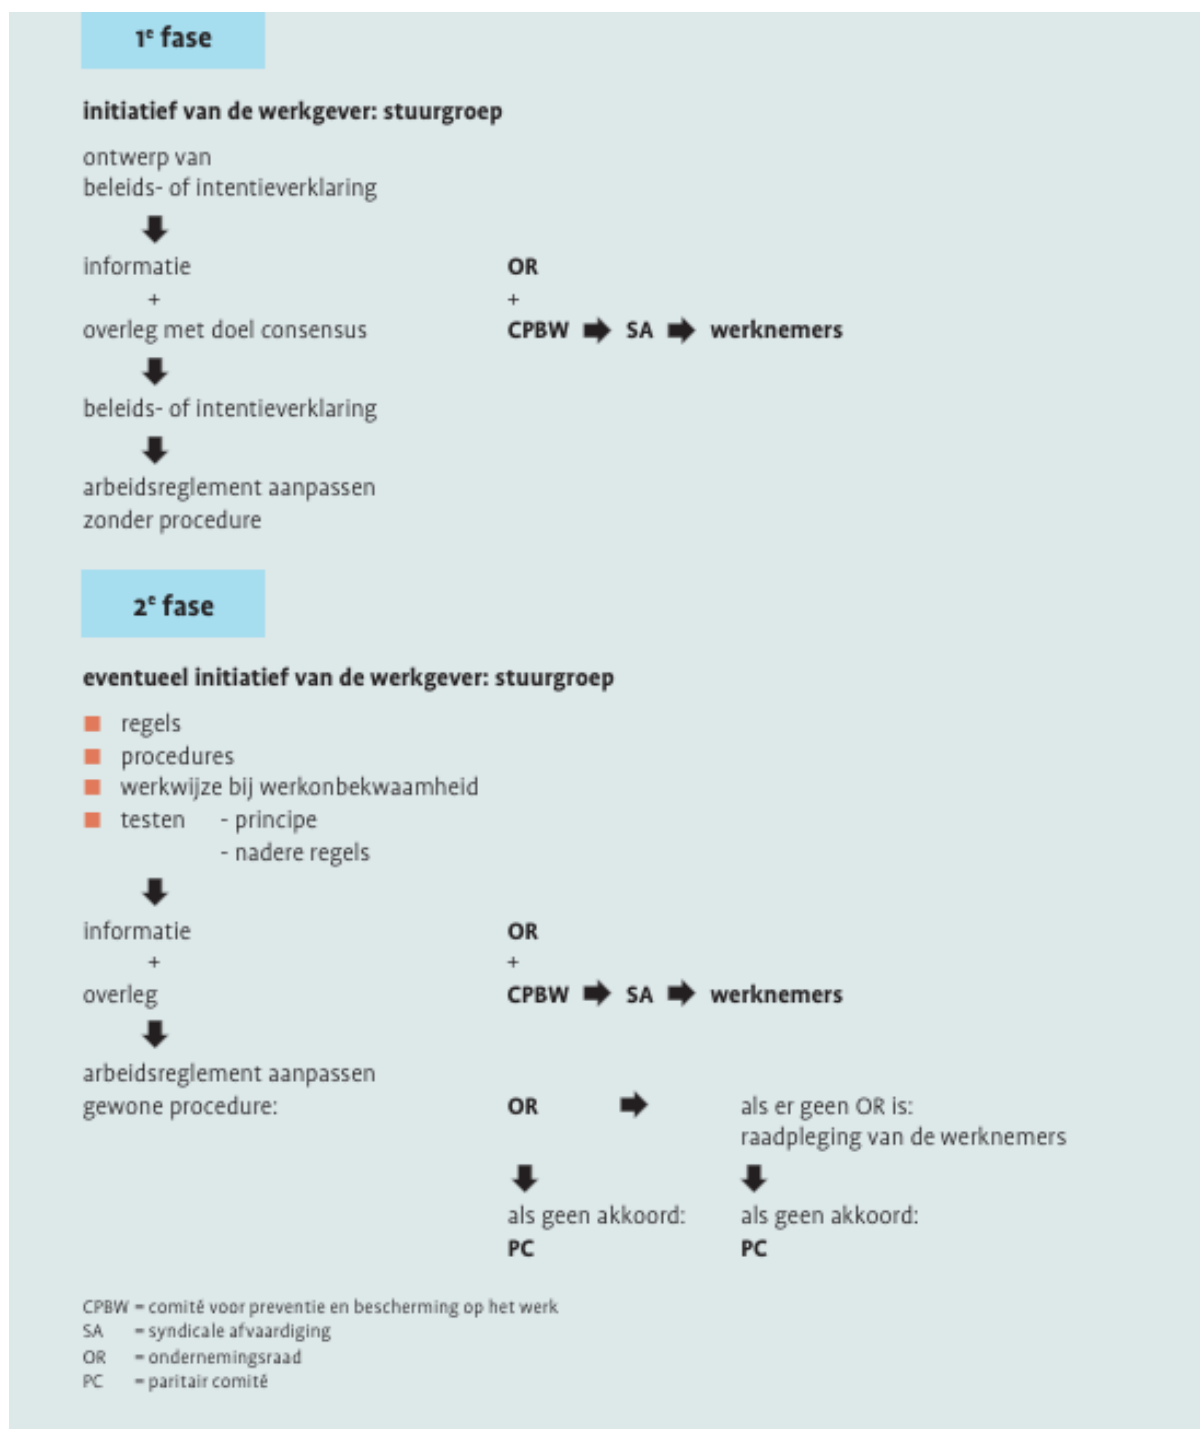 1e fase
initiatief van de werkgever: stuurgroep
ontwerp van
beleids- of intentieverklaring
informatie OR
+ +
overleg met doel consensus CPBW SA werknemers
beleids- of intentieverklaring
arbeidsreglement aanpassen
zonder procedure
2e fase
eventueel initiatief van de werkgever: stuurgroep
regels
procedures
werkwijze bij werkonbekwaamheid
testen - principe
- nadere regels
informatie OR
+ +
overleg CPBW SA werknemers
arbeidsreglement aanpassen
gewone procedure: OR als er geen OR is:
raadpleging van de werknemers
als geen akkoord: als geen akkoord:
PC PC
CPBW = comité voor preventie en bescherming op het werk
SA = syndicale afvaardiging
OR = ondernemingsraad
PC = paritair comité